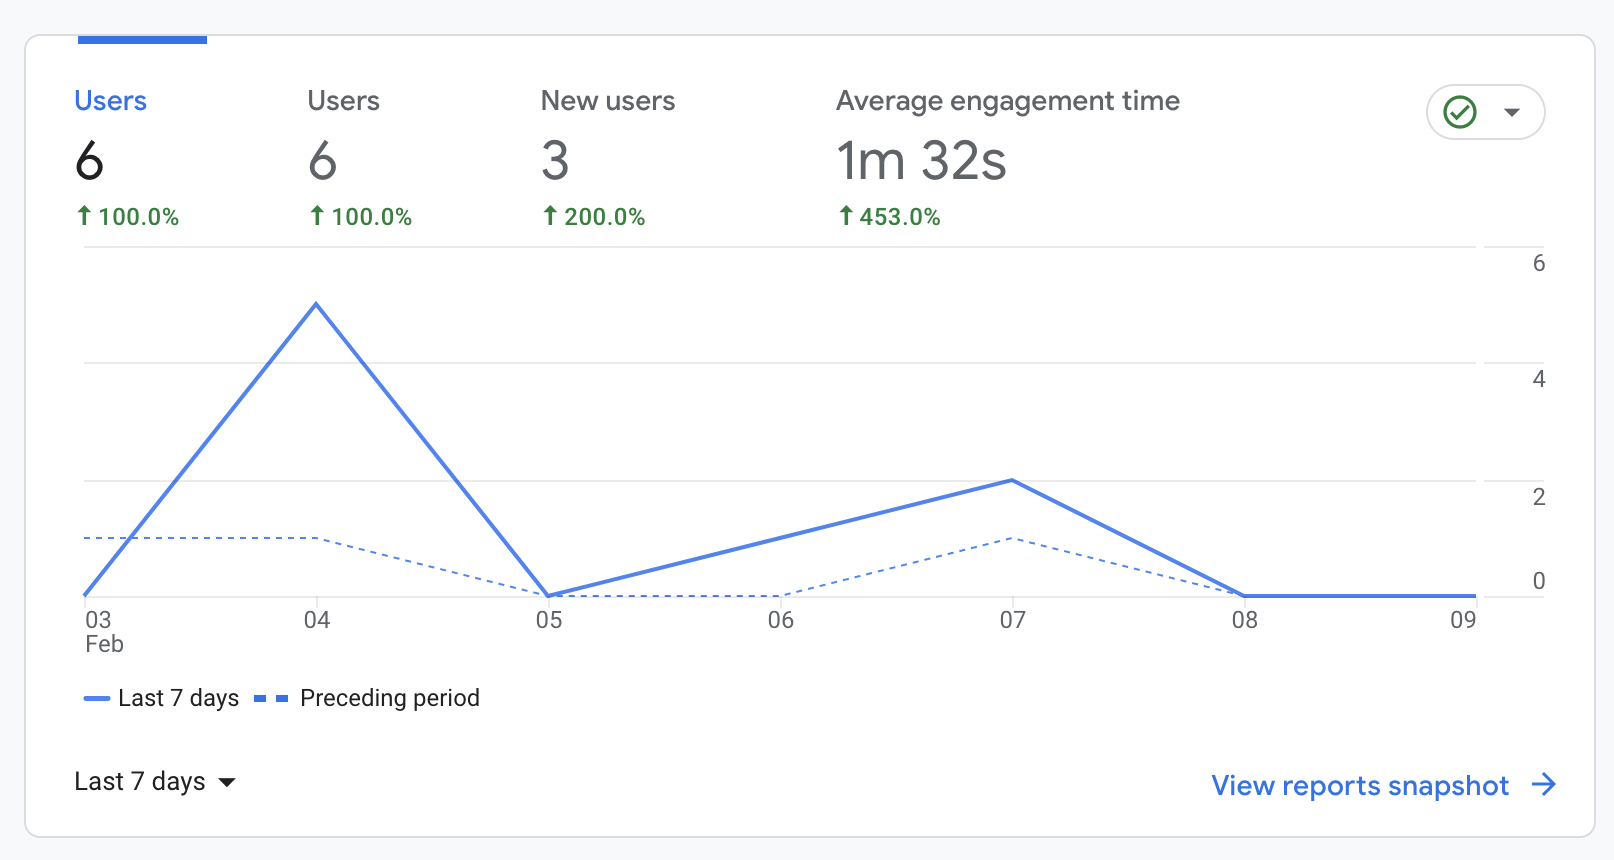 Users Users New users Average engagement time
6 6 3 1m 32s
100.0% 100.0% 200.0% 453.0%
6
4
2
0
03 04 05 06 07 08 09
Feb
Last 7 days Preceding period
Last 7 days View reports snapshot